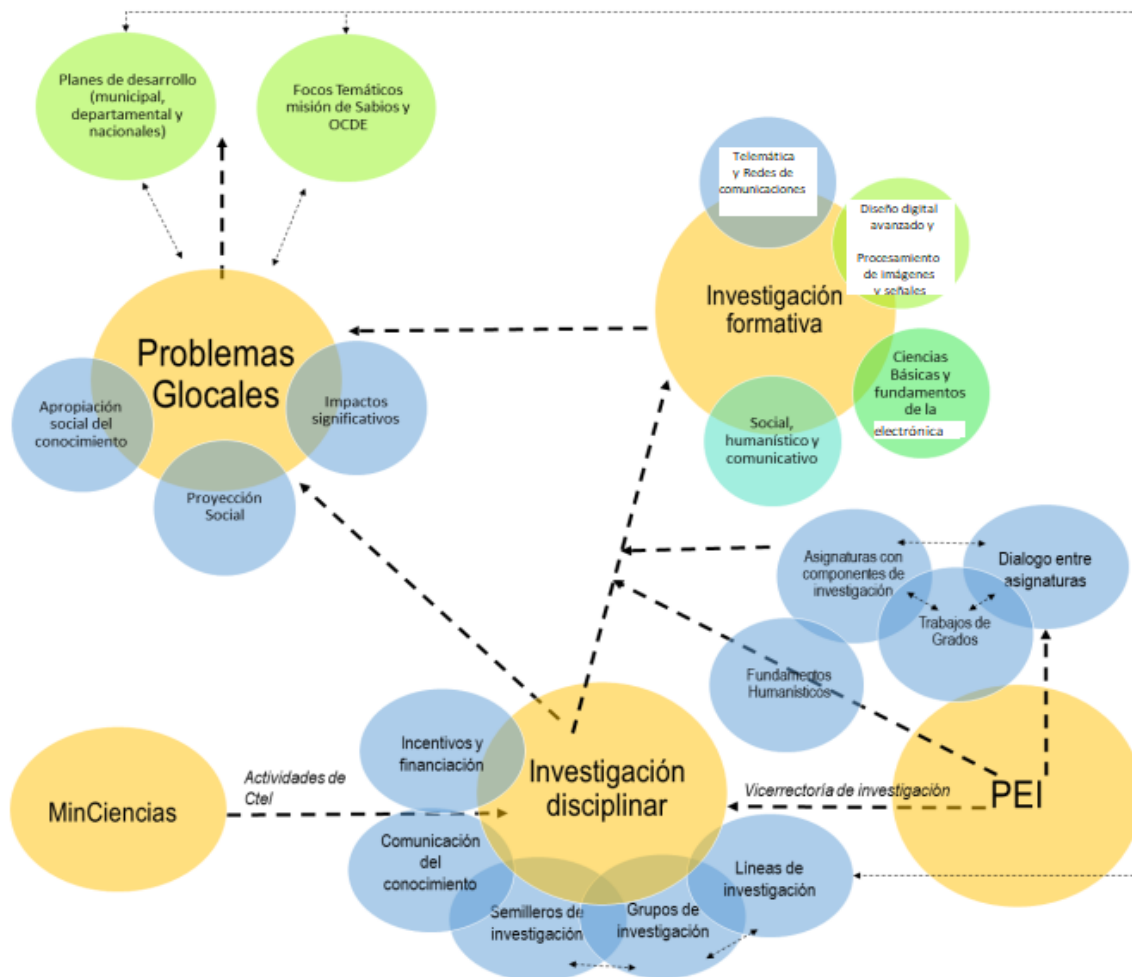 Planes de desarrollo
(municipal,
departamental y
nacionales)
Focos Temáticos
misión de Sabios y
OCDE
Telemática
y Redes de
comunicaciones
Diseño digital
avanzado y
Procesamiento
de imágenes
y señales
Investigación
formativa
Ciencias
Básicas y
fundamentos
de la
electrónica
Social,
humanístico y
comunicativo
Problemas
Glocales
Apropiación
social del
conocimiento
Impactos
significativos
Proyección
Social
Asignaturas con
componentes de
investigación
Dialogo entre
asignaturas
Trabajos de
Grados
Fundamentos
Humanísticos
Incentivos y
financiación
Investigación
disciplinar
MinCiencias
Actividades de
CteI
Vicerrectoría de investigación
PEI
Comunicación
del
conocimiento
Semilleros de
investigación
Grupos de
investigación
Líneas de
investigación